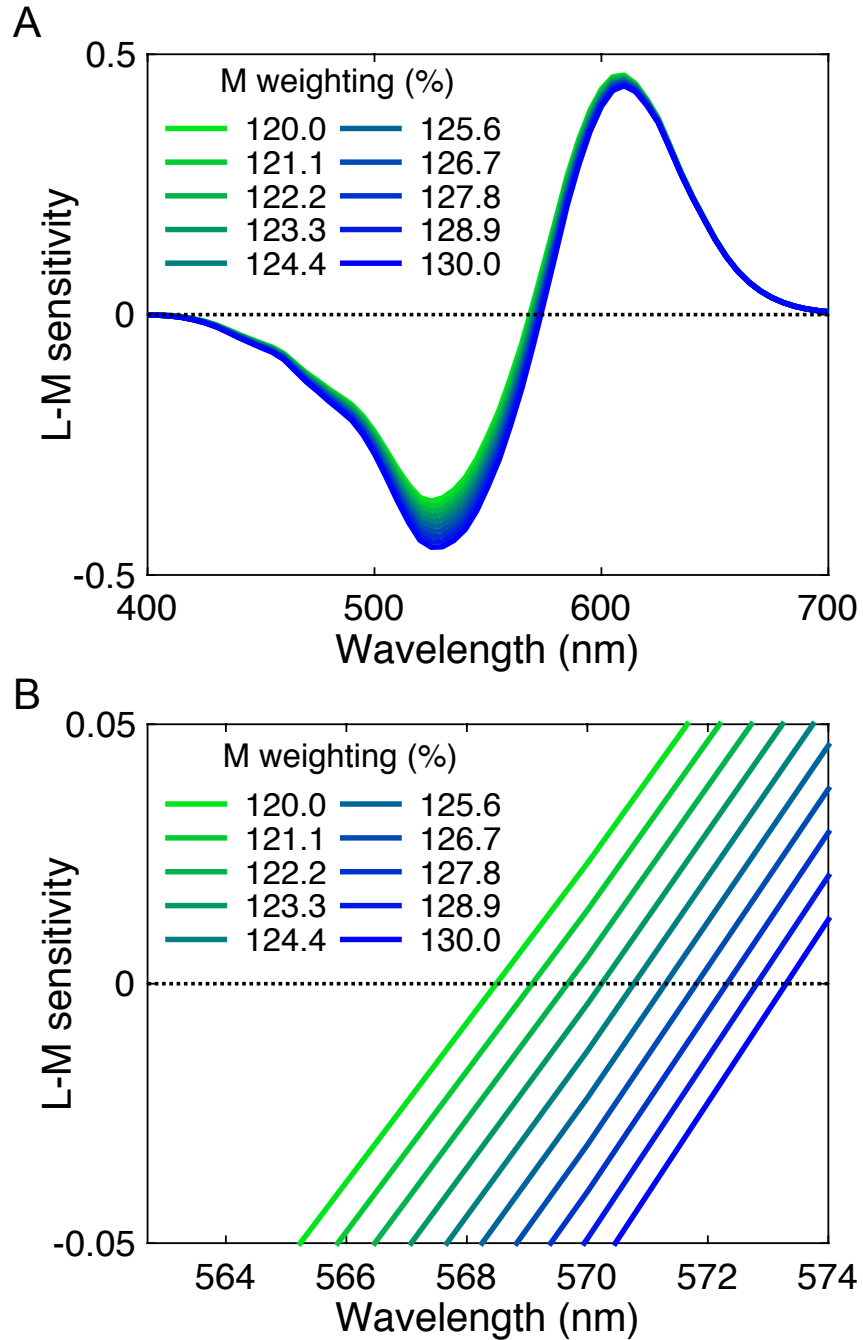 A
0.5
M weighting (%)
120.0 125.6
121.1 126.7
122.2 127.8
123.3 128.9
124.4 130.0
L-M sensitivity
0
-0.5
400 500 600 700
Wavelength (nm)
B
0.05
M weighting (%)
120.0 125.6
121.1 126.7
122.2 127.8
123.3 128.9
124.4 130.0
L-M sensitivity
0
-0.05
564 566 568 570 572 574
Wavelength (nm)